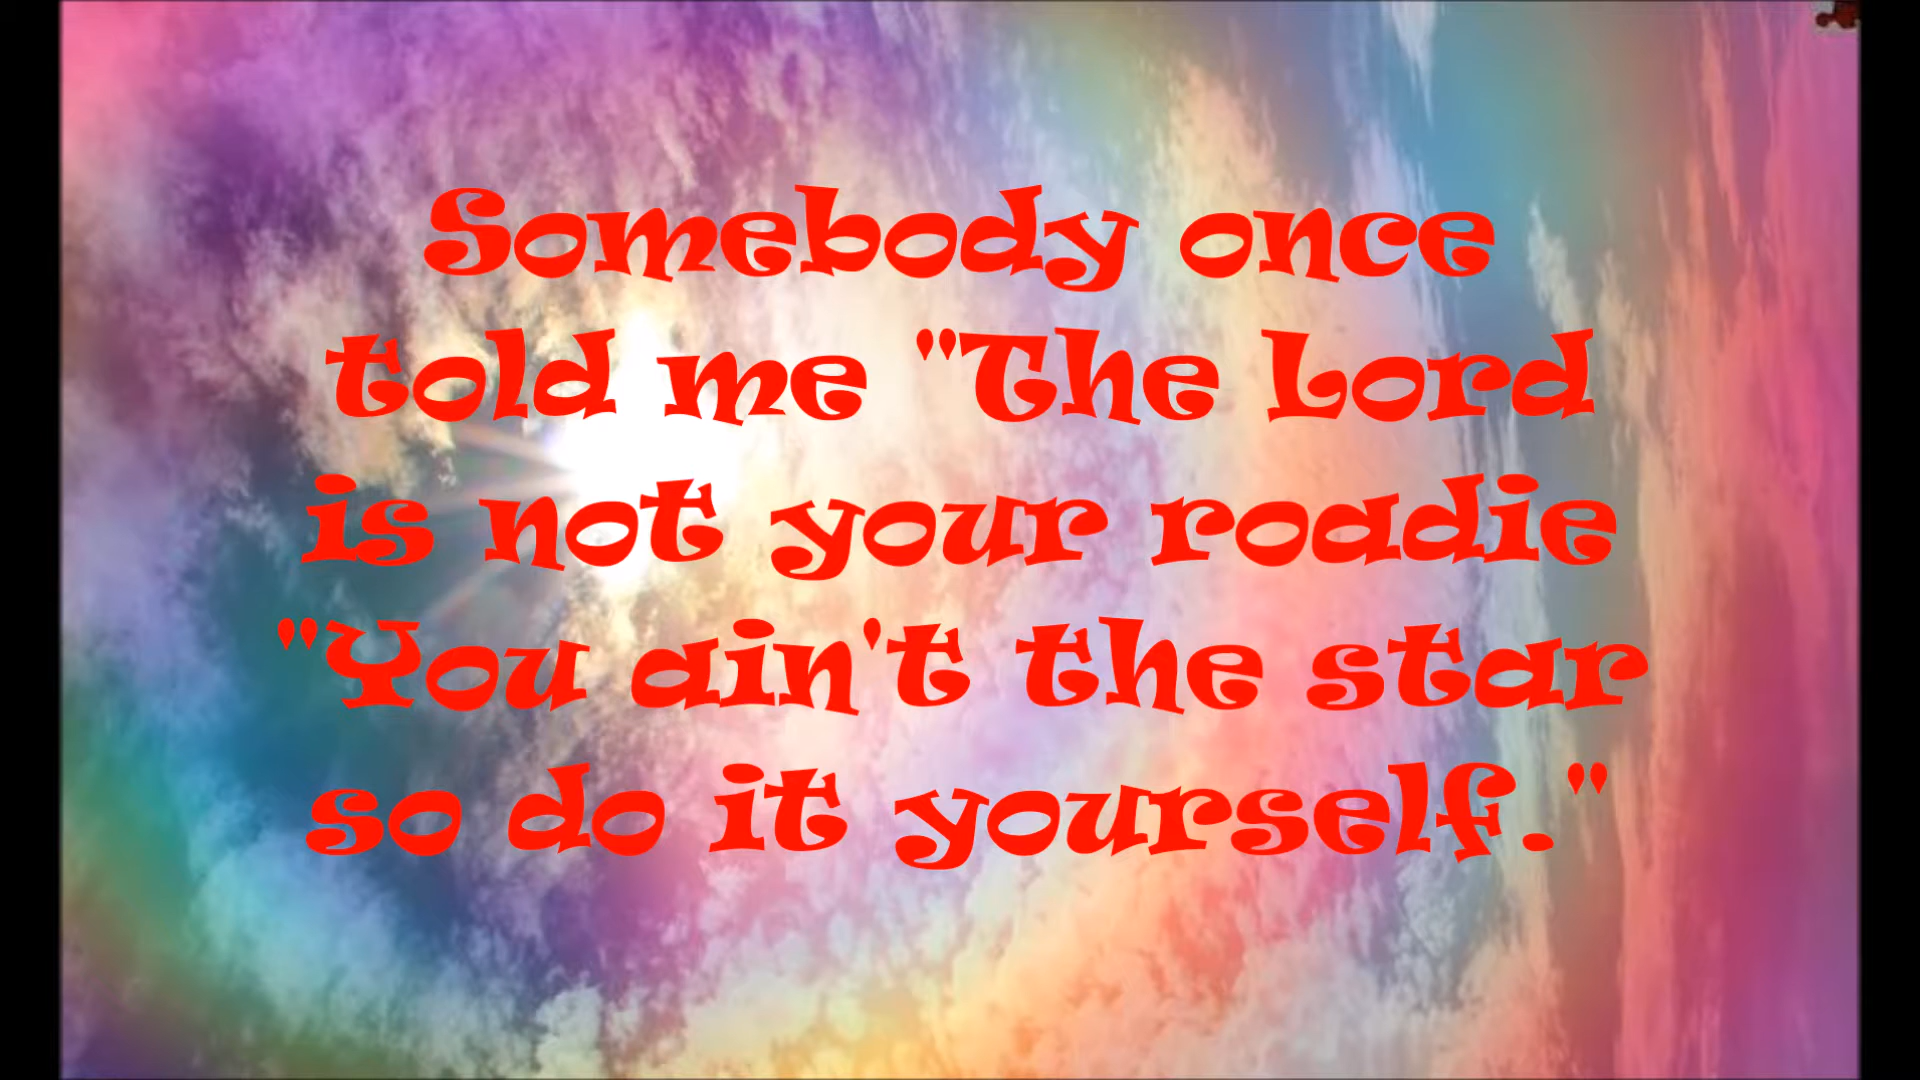 Somebody once
told me "The Lord
is not your roadie
"You ain't the star
so do it yourself."